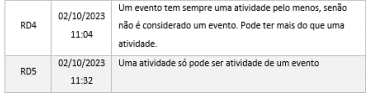 RD4
02/10/2023
11:04
Um evento tem sempre uma atividade pelo menos, senão
não é considerado um evento. Pode ter mais do que uma
atividade.
RD5
02/10/2023
11:32
Uma atividade só pode ser atividade de um evento